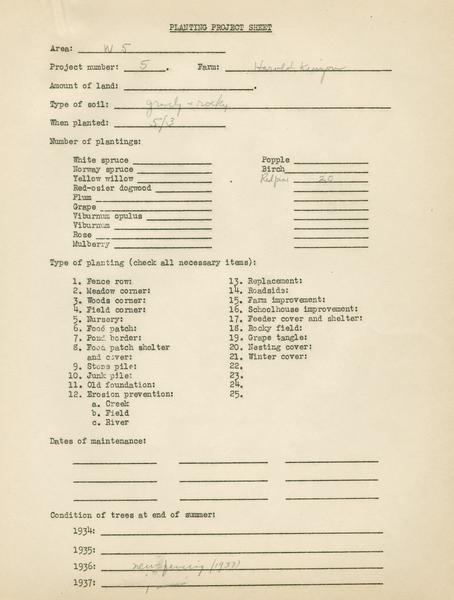 PLANTING PROJECT SHEET
Area: W 5
Project number: 5 . Farm: Harold Kenyon
Amount of land: .
Type of soil: gravely + rocky
When planted: 5/3
Number of plantings:
White spruce Popple
Norway spruce Birch
Yellow willow Red pine 20
Red-osier dogwood
Plum
Grape
Viburnum opulus
Viburnum
Rose
Mulberry
Type of planting (check all necessary items):
1. Fence row: 13. Replacement:
2. Meadow corner: 14. Roadside:
3. Woods corner: 15. Farm improvement:
4. Field corner: 16. Schoolhouse improvement:
5. Nursery: 17. Feeder cover and shelter:
6. Food patch: 18. Rocky field:
7. Pond border: 19. Grape tangle:
8. Food patch shelter 20. Nesting cover:
and cover: 21. Winter cover:
9. Stone pile: 22.
10. Junk pile: 23.
11. Old foundation: 24.
12. Erosion prevention: 25.
a. Creek
b. Field
c. River
Dates of maintenance:
Condition of trees at end of summer:
1934:
1935:
1936: (1937)
1937: